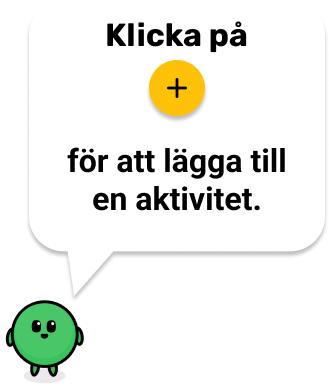 Klicka på
+
för att lägga till
en aktivitet.